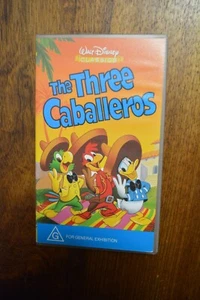 Walt Disney
The Three
Caballeros
G
FOR GENERAL EXHIBITION